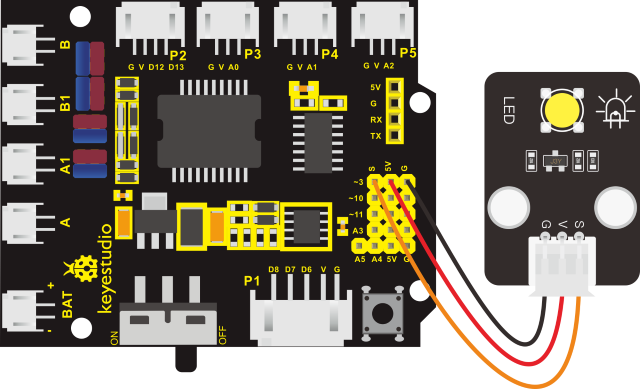 P2
P3
P4
P5
G V D12 D13
G V A0
G V A1
G V A2
B
B1
A1
A
BAT
+
-
5V
G
RX
TX
S 5V G
~3
~10
~11
A3
A5 A4 5V G
keyestudio
P1
D8 D7 D6 V G
ON
OFF
LED
J3Y
G V S